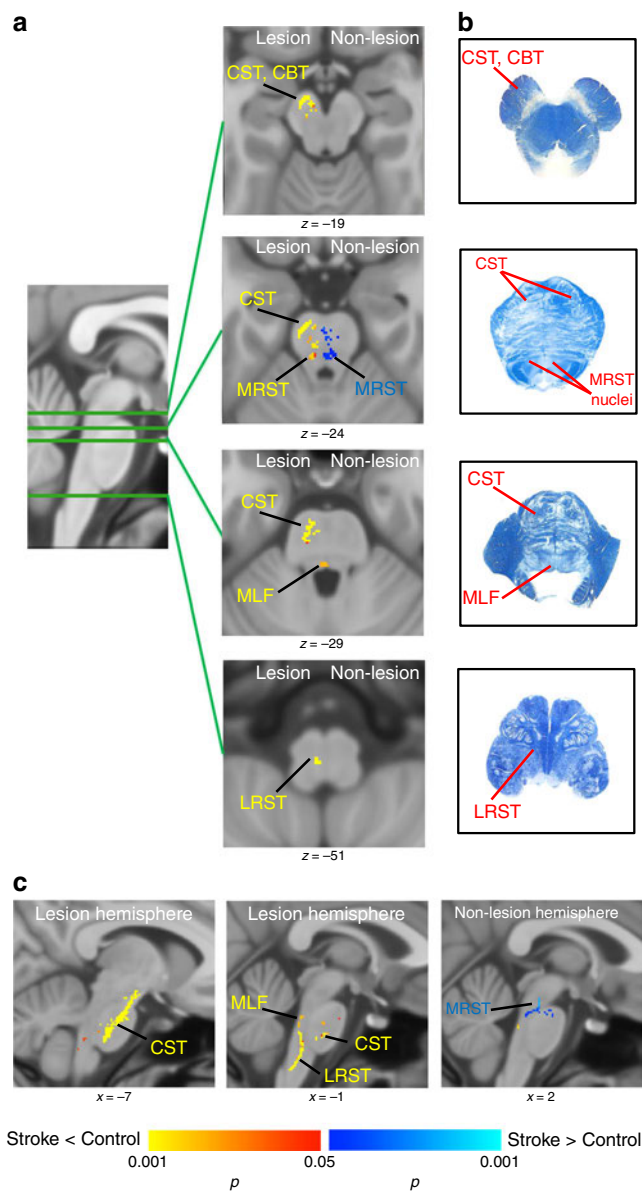 a
b
Lesion Non-lesion
CST, CBT
z = –19
CST, CBT
Lesion Non-lesion
CST
MRST
MRST
z = –24
CST
MRST
nuclei
Lesion Non-lesion
CST
MLF
z = –29
CST
MLF
Lesion Non-lesion
LRST
z = –51
LRST
c
Lesion hemisphere
CST
x = –7
Lesion hemisphere
MLF
CST
LRST
x = –1
Non-lesion hemisphere
MRST
x = 2
Stroke < Control
Stroke > Control
0.001 0.05 0.001
p p